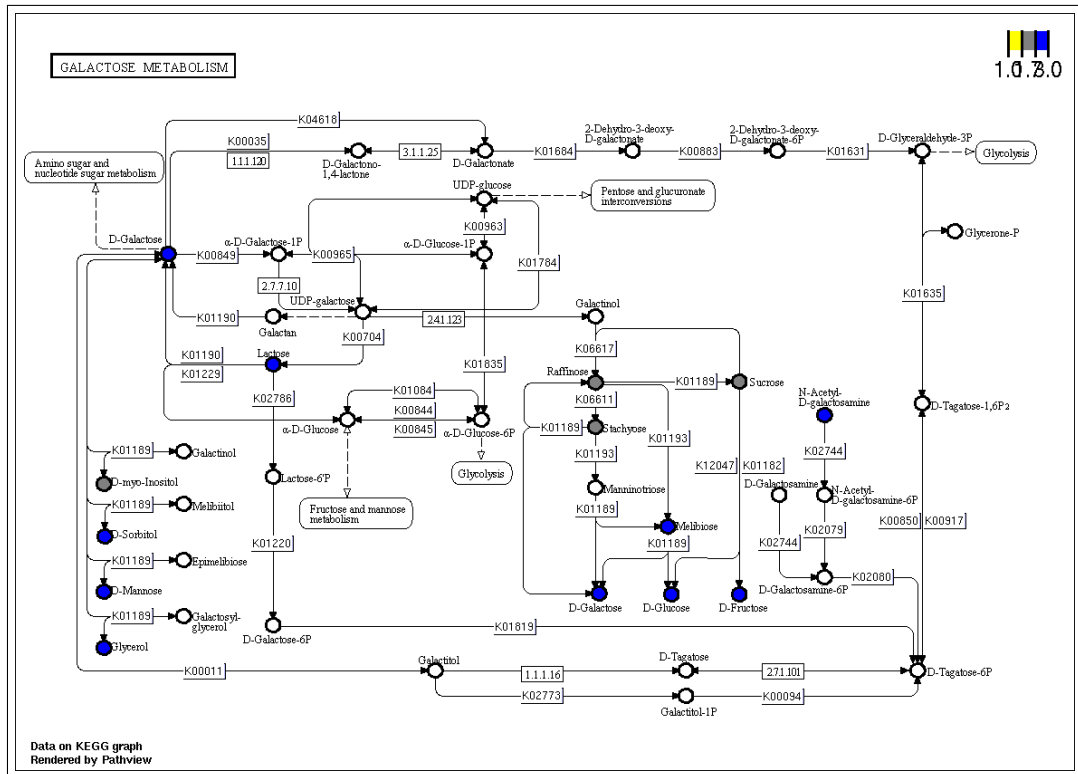 GALACTOSE METABOLISM
K04618
K00035
1.1.1.120
D-Galactono-
1,4-lactone
3.1.1.25
D-Galactonate
K01684
2-Dehydro-3-deoxy-
D-galactonate
K00883
2-Dehydro-3-deoxy-
D-galactonate-6P
K01631
D-Glyceraldehyde-3P
Glycolysis
Amino sugar and
nucleotide sugar metabolism
UDP-glucose
Pentose and glucuronate
interconversions
K00963
D-Galactose
K00849
α-D-Galactose-1P
K00965
α-D-Glucose-1P
K01784
Glycerone-P
2.7.7.10
UDP-galactose
K01635
K01190
Galactan
2.4.1.123
Galactinol
K00704
K01190
K01229
Lactose
K01835
K06617
Raffinose
K01189
Sucrose
K02786
K01084
K00844
K00845
α-D-Glucose
α-D-Glucose-6P
K06611
K01189
Stachyose
K01193
N-Acetyl-
D-galactosamine
D-Tagatose-1,6P2
K01189
Galactinol
D-myo-Inositol
Lactose-6'P
Glycolysis
K01193
Manninotriose
K12047
K01182
K02744
D-Galactosamine
N-Acetyl-
D-galactosamine-6P
K01189
Melibiitol
D-Sorbitol
Fructose and mannose
metabolism
K01189
Melibiose
K01189
K02744
K02079
K00850
K00917
K01220
K01189
Epimelibiose
D-Mannose
D-Galactosamine-6P
K02080
D-Galactose
D-Glucose
D-Fructose
K01189
Galactosyl-
glycerol
Glycerol
D-Galactose-6P
K01819
K00011
Galactitol
1.1.1.16
D-Tagatose
2.7.1.101
D-Tagatose-6P
K02773
Galactitol-1P
K00094
Data on KEGG graph
Rendered by Pathview